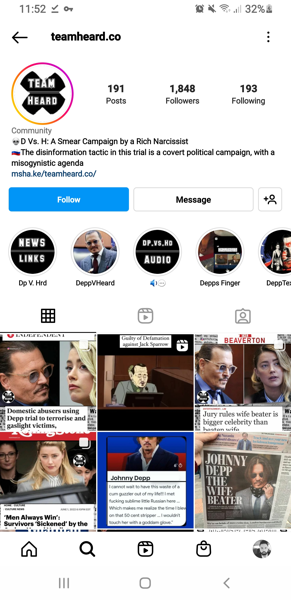 11:52
32%
teamheard.co
TEAM
HEARD
191
1,848
193
Posts
Followers
Following
Community
D Vs. H: A Smear Campaign by a Rich Narcissist
The disinformation tactic in this trial is a covert political campaign, with a
misogynistic agenda
msha.ke/teamheard.co/
Follow
Message
NEWS
LINKS
DP.VS.HD
AUDIO
Dp V. Hrd
DeppVHeard
Depps Finger
DeppTex
INDEPENDENT
Domestic abusers using
Depp trial to terrorise and
gaslight victims,
Guilty of Defamation
against Jack Sparrow
BEAVERTON
Jury rules wife beater is
bigger celebrity than
beaten wife
'Men Always Win':
Survivors 'Sickened' by the
Johnny Depp
I cannot wait to have this waste of a
cum guzzler out of my life!! I met
fucking sublime little Russian here ...
Which makes me realize the time I blew
on that 50 cent stripper ... I wouldn't
touch her with a goddam glove."
JOHNNY
DEPP
THE
WIFE
BEATER